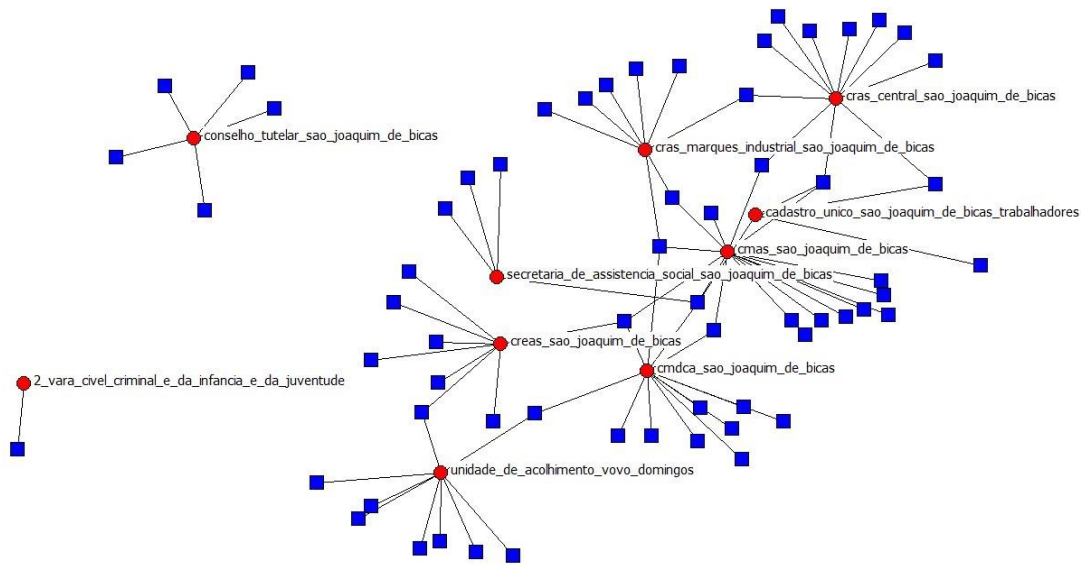 cras_central_sao_joaquim_de_bicas
conselho_tutelar_sao_joaquim_de_bicas
cras_marques_industrial_sao_joaquim_de_bicas
cadastro_unico_sao_joaquim_de_bicas_trabalhadores
cmas_sao_joaquim_de_bicas
secretaria_de_assistencia_social_sao_joaquim_de_bicas
creas_sao_joaquim_de_bicas
cmdca_sao_joaquim_de_bicas
2_vara_civel_criminal_e_da_infancia_e_da_juventude
unidade_de_acolhimento_vovo_domingos